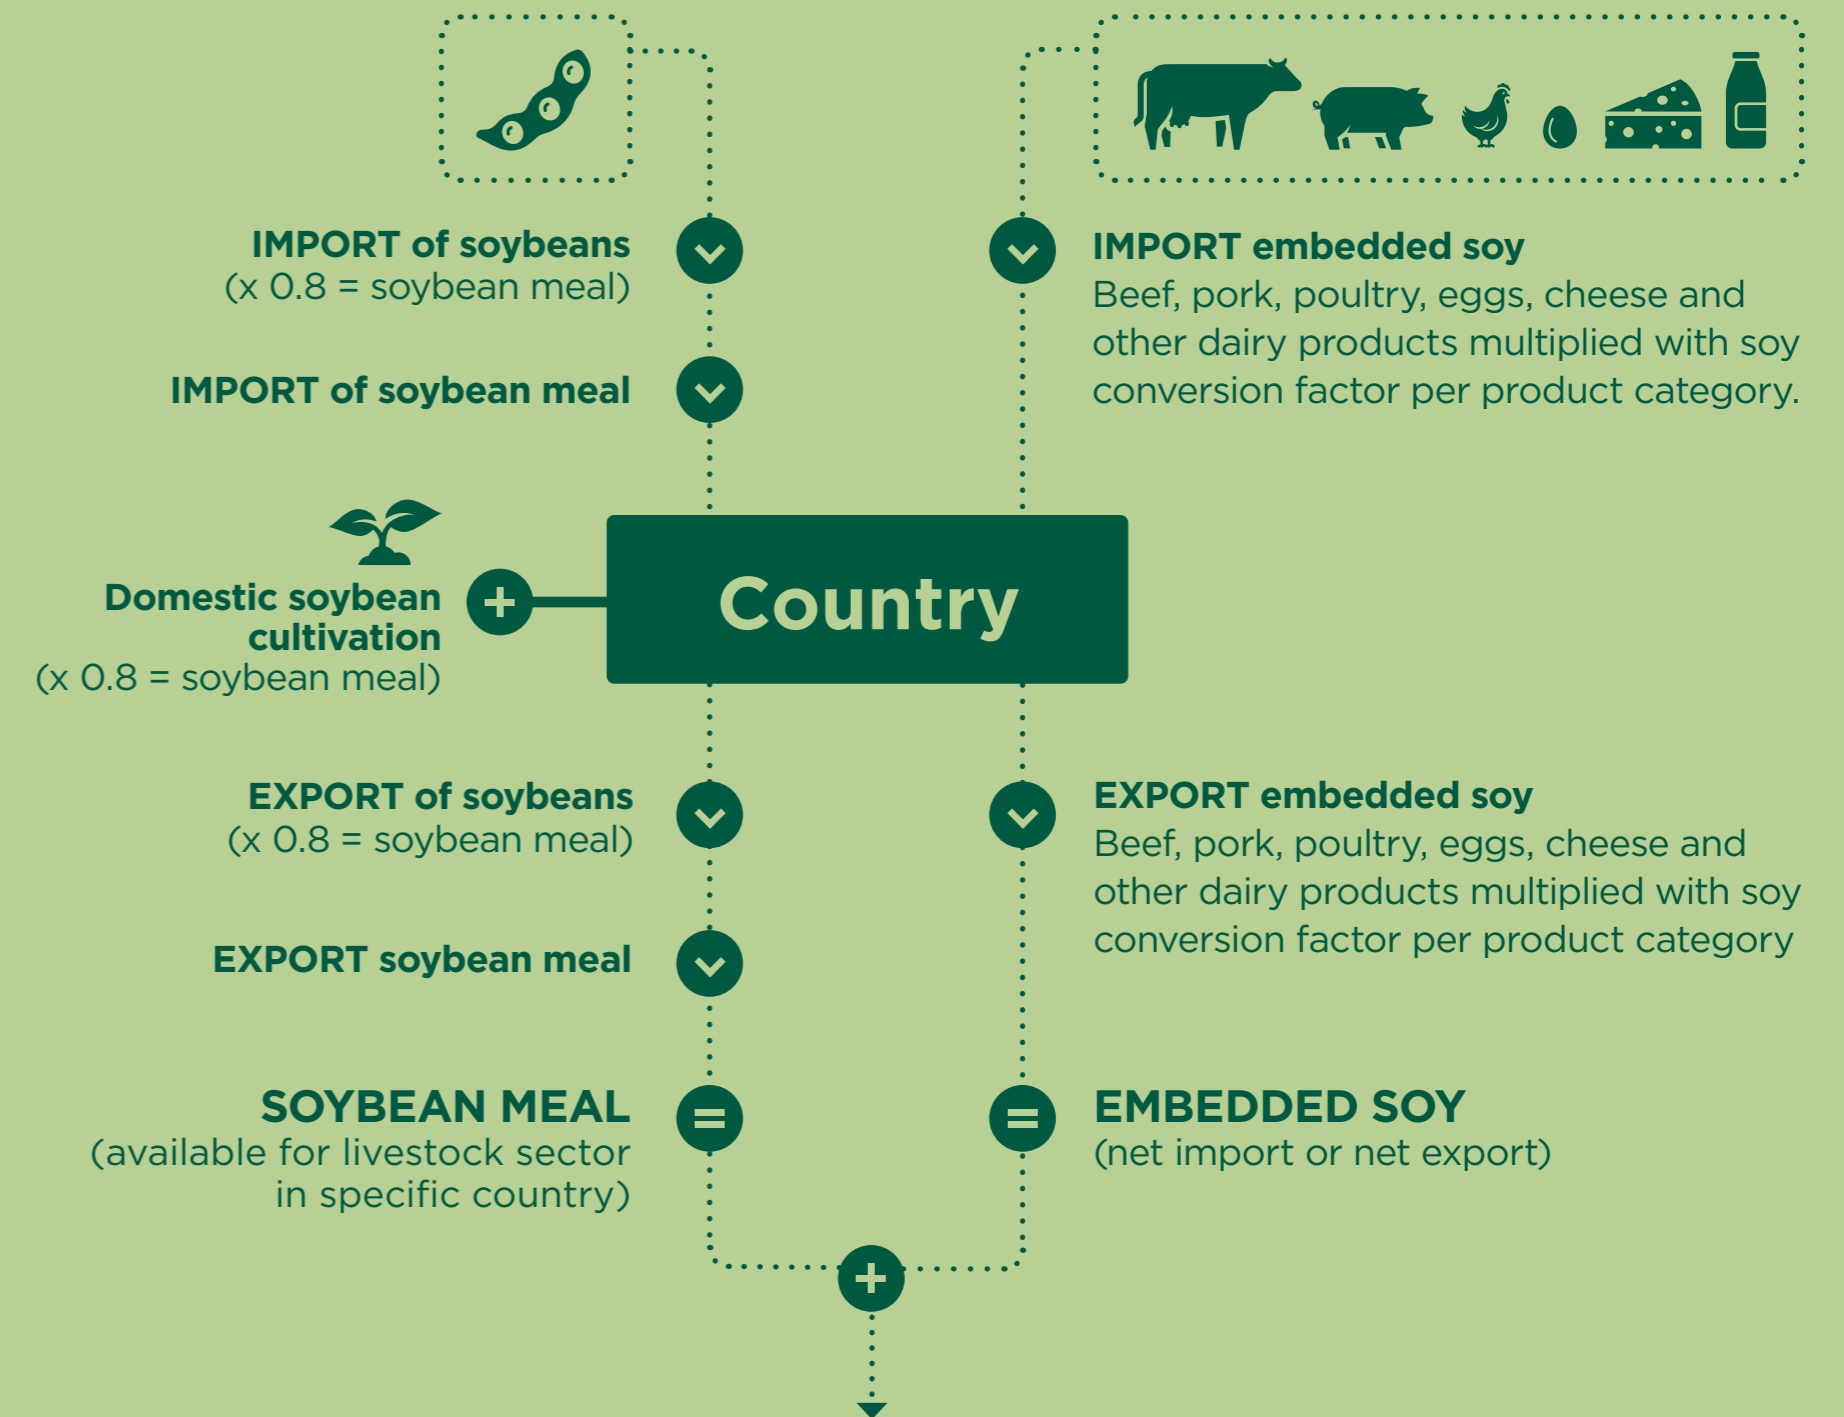 IMPORT of soybeans
(x 0.8 = soybean meal)
IMPORT of soybean meal
IMPORT embedded soy
Beef, pork, poultry, eggs, cheese and
other dairy products multiplied with soy
conversion factor per product category.
Domestic soybean
cultivation
(x 0.8 = soybean meal)
Country
EXPORT of soybeans
(x 0.8 = soybean meal)
EXPORT soybean meal
EXPORT embedded soy
Beef, pork, poultry, eggs, cheese and
other dairy products multiplied with soy
conversion factor per product category
SOYBEAN MEAL
(available for livestock sector
in specific country)
EMBEDDED SOY
(net import or net export)